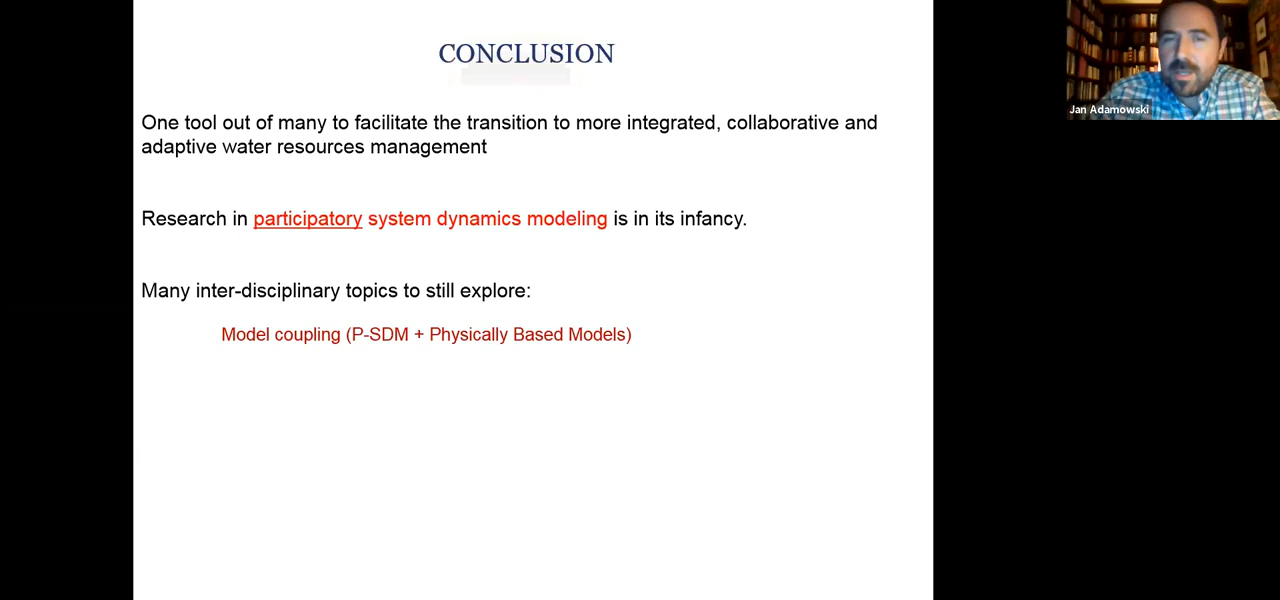 CONCLUSION
One tool out of many to facilitate the transition to more integrated, collaborative and
adaptive water resources management
Research in participatory system dynamics modeling is in its infancy.
Many inter-disciplinary topics to still explore:
Model coupling (P-SDM + Physically Based Models)
Jan Adamowski